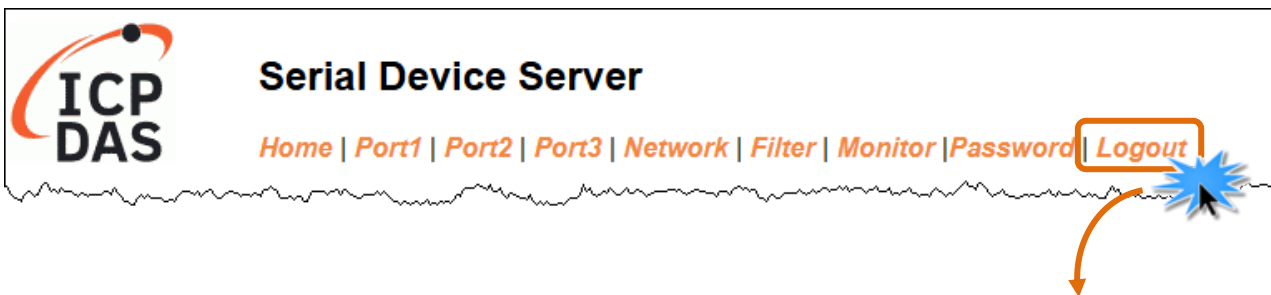 ICP
DAS
Serial Device Server
Home | Port1 | Port2 | Port3 | Network | Filter | Monitor |Password | Logout